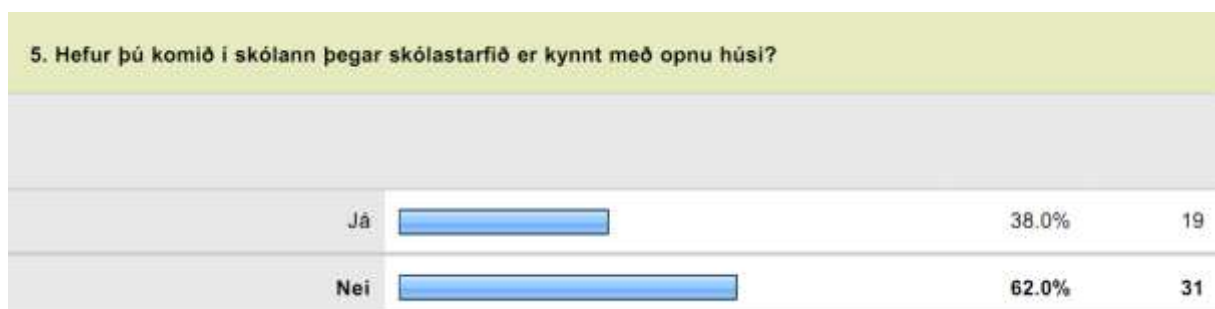 5. Hefur þú komið í skólann þegar skólastarfið er kynnt með opnu húsi?
Já 38.0% 19
Nei 62.0% 31